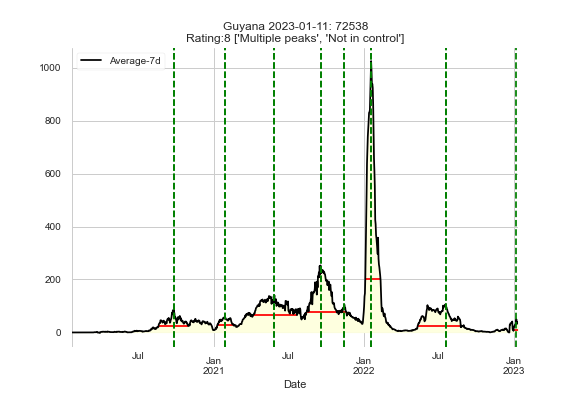 Guyana 2023-01-11: 72538
Rating:8 ['Multiple peaks', 'Not in control']
Average-7d
1000
800
600
400
200
0
Jul
Jan
2021
Jul
Jan
2022
Jul
Jan
2023
Date